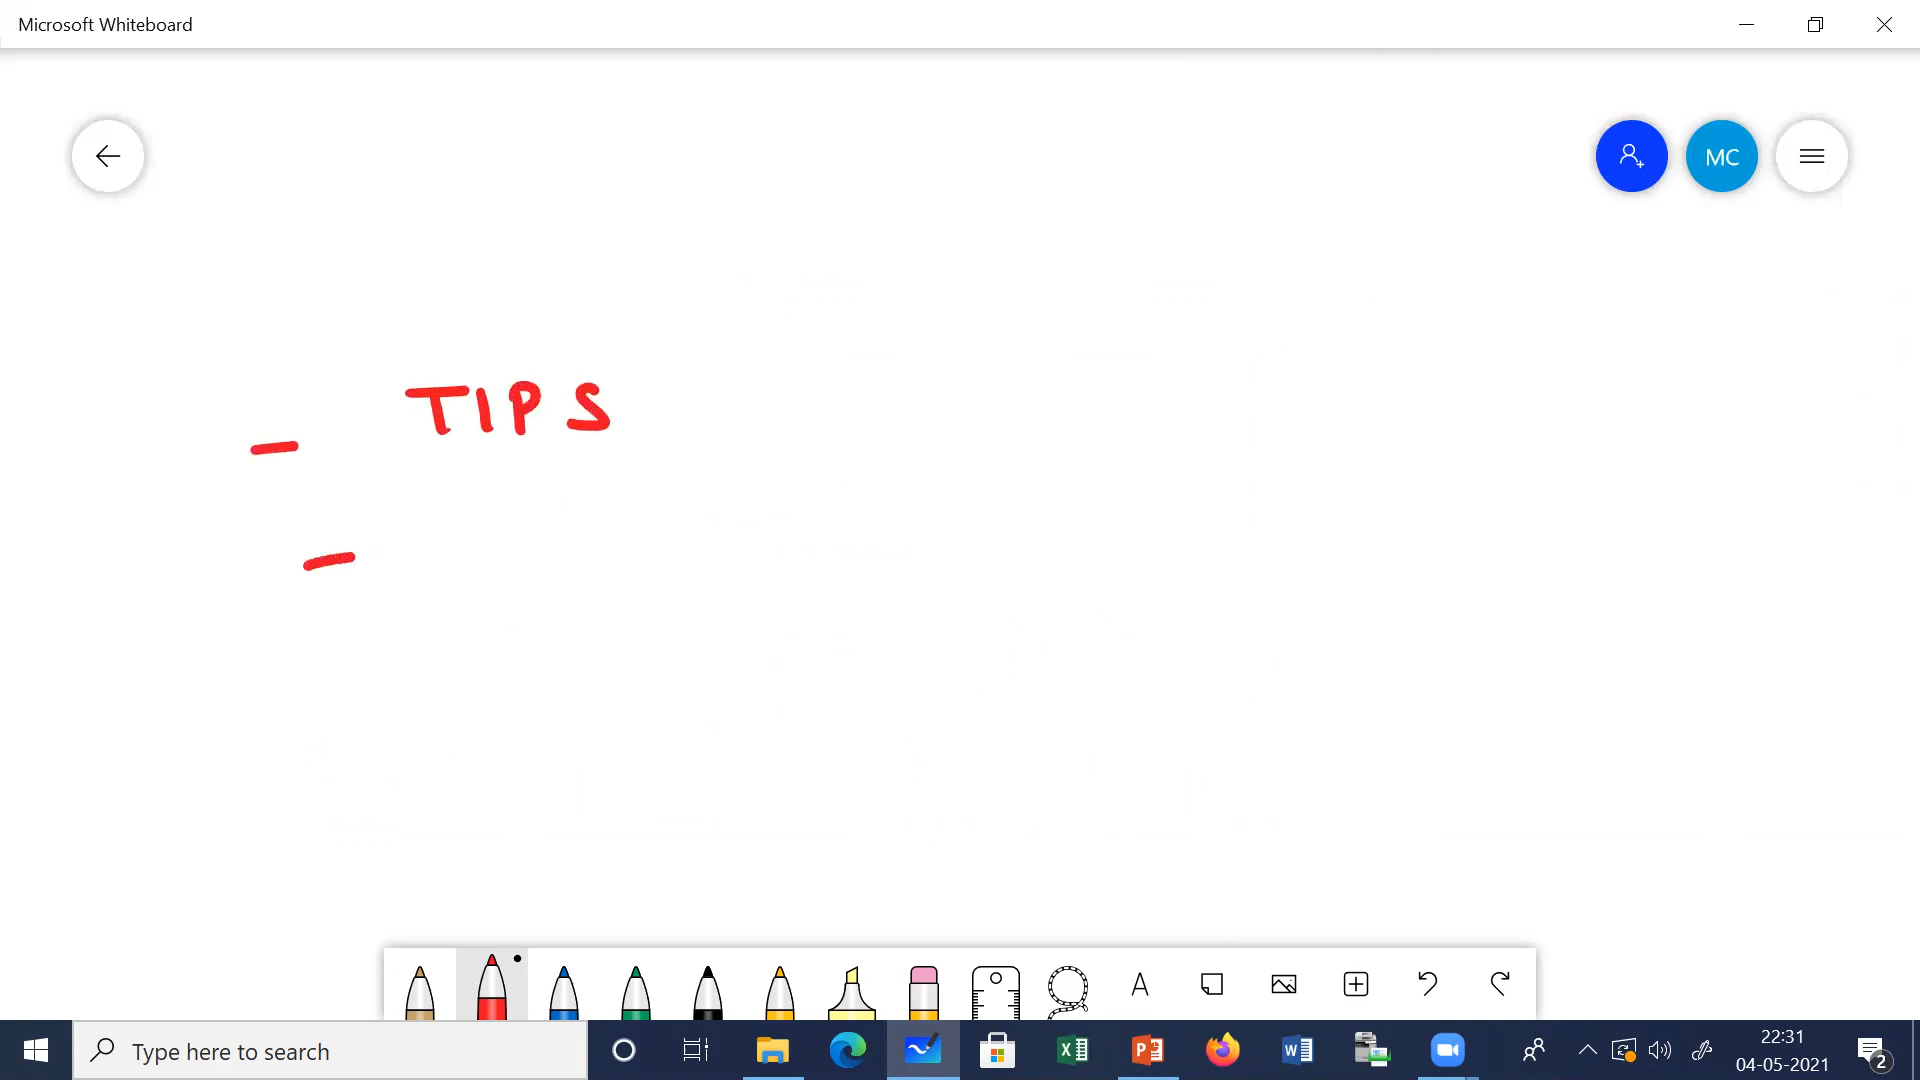 Microsoft Whiteboard
MC
TIPS
-
-
A
Type here to search
22:31
04-05-2021
2